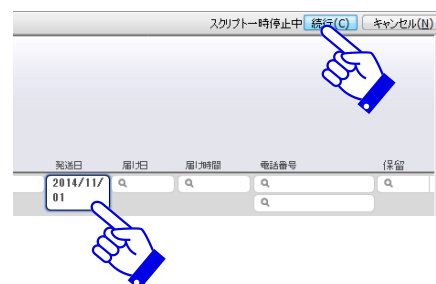 スクリプト一時停止中 続行(C) キャンセル(N)
発送日 届け日 届け時間 電話番号 保留
2014/11/
01